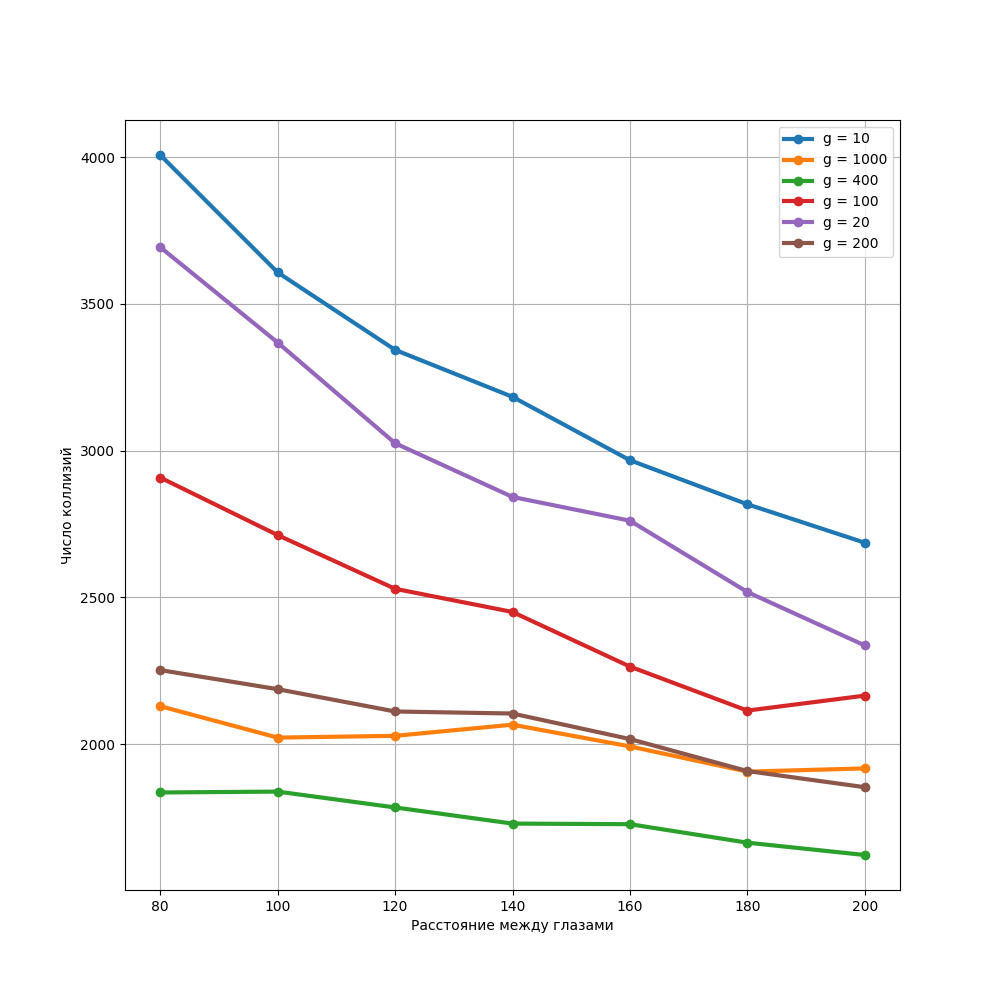 g = 10
g = 1000
g = 400
g = 100
g = 20
g = 200
4000
3500
3000
2500
2000
Число коллизий
80 100 120 140 160 180 200
Расстояние между глазами